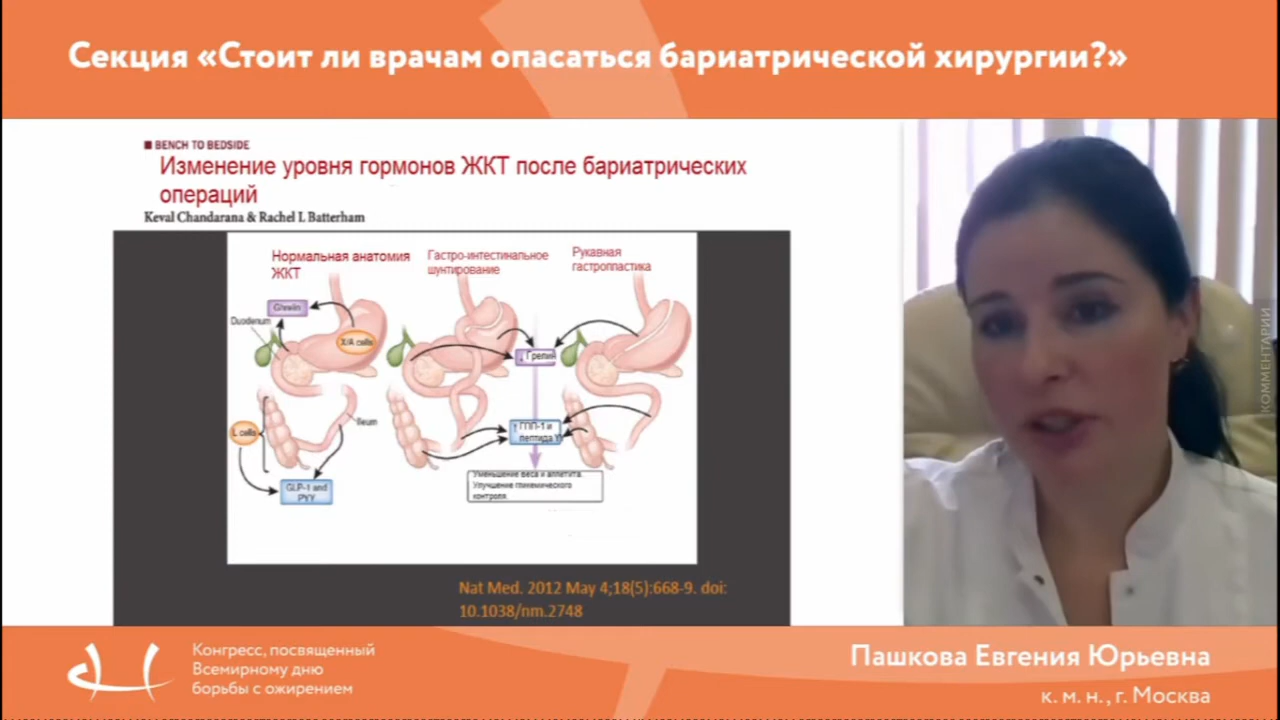 Секция «Стоит ли врачам опасаться бариатрической хирургии?»
BENCH TO BEDSIDE
Изменение уровня гормонов ЖКТ после бариатрических
операций
Keval Chandarana & Rachel L Batterham
Нормальная анатомия
ЖКТ
Гастро-интестинальное
шунтирование
Рукавная
гастроппастика
Ghrelin
Duodenum
X/A cells
↓ Грелин
Ileum
L cells
↑ ГПП-1 и
пептида Y
GLP-1 and
PYY
Уменьшение веса и аппетита.
Улучшение гликемического
контроля.
Nat Med. 2012 May 4;18(5):668-9. doi:
10.1038/nm.2748
КОММЕНТАРИИ
Конгресс, посвященный
Всемирному дню
борьбы с ожирением
Пашкова Евгения Юрьевна
к. м. н., г. Москва